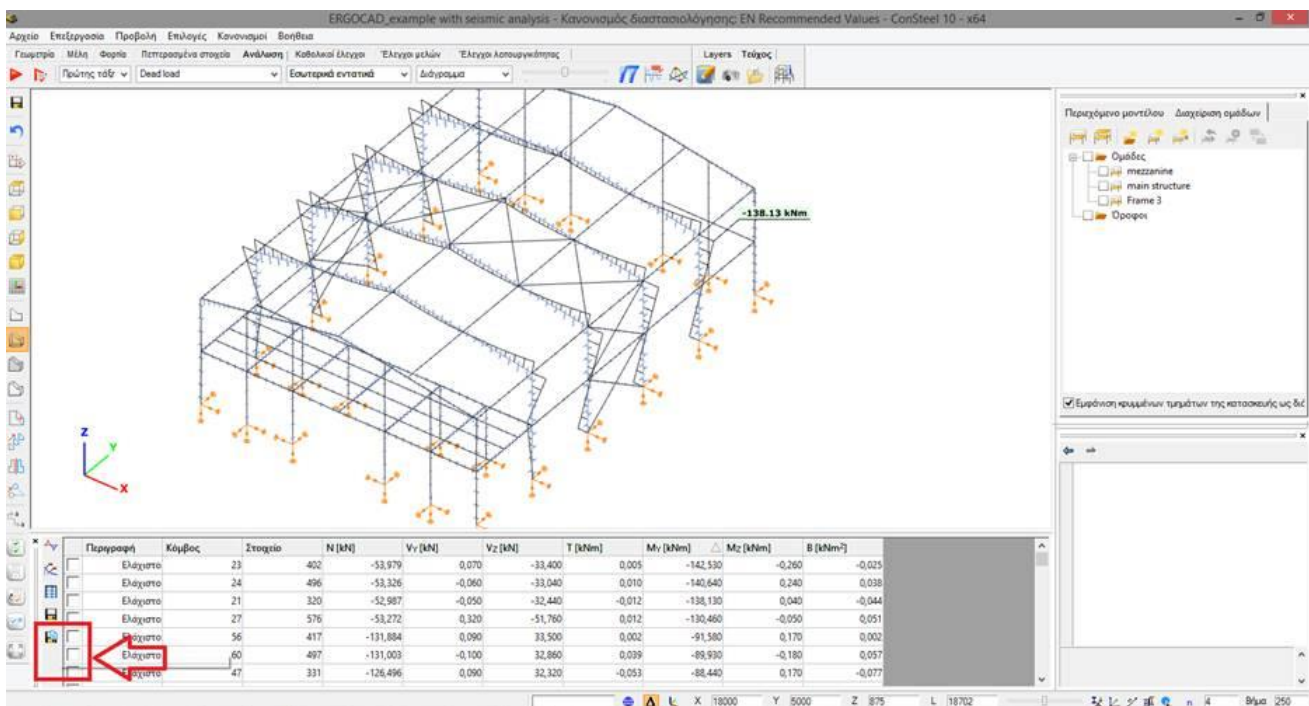 ERGOCAD_example with seismic analysis - Κανονισμός διαστασιολόγησης: EN Recommended Values - ConSteel 10 - x64
Αρχείο Επεξεργασία Προβολή Επιλογές Κανονισμοί Βοήθεια
Γεωμετρία Μέλη Φορτία Πεπερασμένα στοιχεία Ανάλυση Καθολικοί έλεγχοι Έλεγχοι μελών Έλεγχοι λειτουργικότητας Layers Τεύχος
Πρώτης τάξε Dead load Εσωτερικά εντατικά Διάγραμμα
Περιεχόμενο μοντέλου Διαχείριση ομάδων
Ομάδες
mezzanine
main structure
Frame 3
Όροφοι
-138.13 kNm
Εμφάνιση κρυμμένων τμημάτων της κατασκευής ως διά
Z
Y
X
Περιγραφή Κόμβος Στοιχείο N [kN] VY [kN] VZ [kN] T [kNm] MY [kNm] MZ [kNm] B [kNm²]
Ελάχιστο 23 402 -53,979 0,070 -33,400 0,005 -142,530 -0,260 -0,025
Ελάχιστο 24 496 -53,326 -0,060 -33,040 0,010 -140,640 0,240 0,038
Ελάχιστο 21 320 -52,987 -0,050 -32,440 -0,012 -138,130 0,040 -0,044
Ελάχιστο 27 576 -53,272 0,320 -51,760 0,012 -130,460 -0,050 0,051
Ελάχιστο 56 417 -131,884 0,090 33,500 0,002 -91,580 0,170 0,002
Ελάχιστο 60 497 -131,003 -0,100 32,860 0,039 -89,930 -0,180 0,057
Ελάχιστο 47 331 -126,496 0,090 32,320 -0,053 -88,440 0,170 -0,077
X 18000 Y 5000 Z 875 L 18702 n 4 Βήμα 250